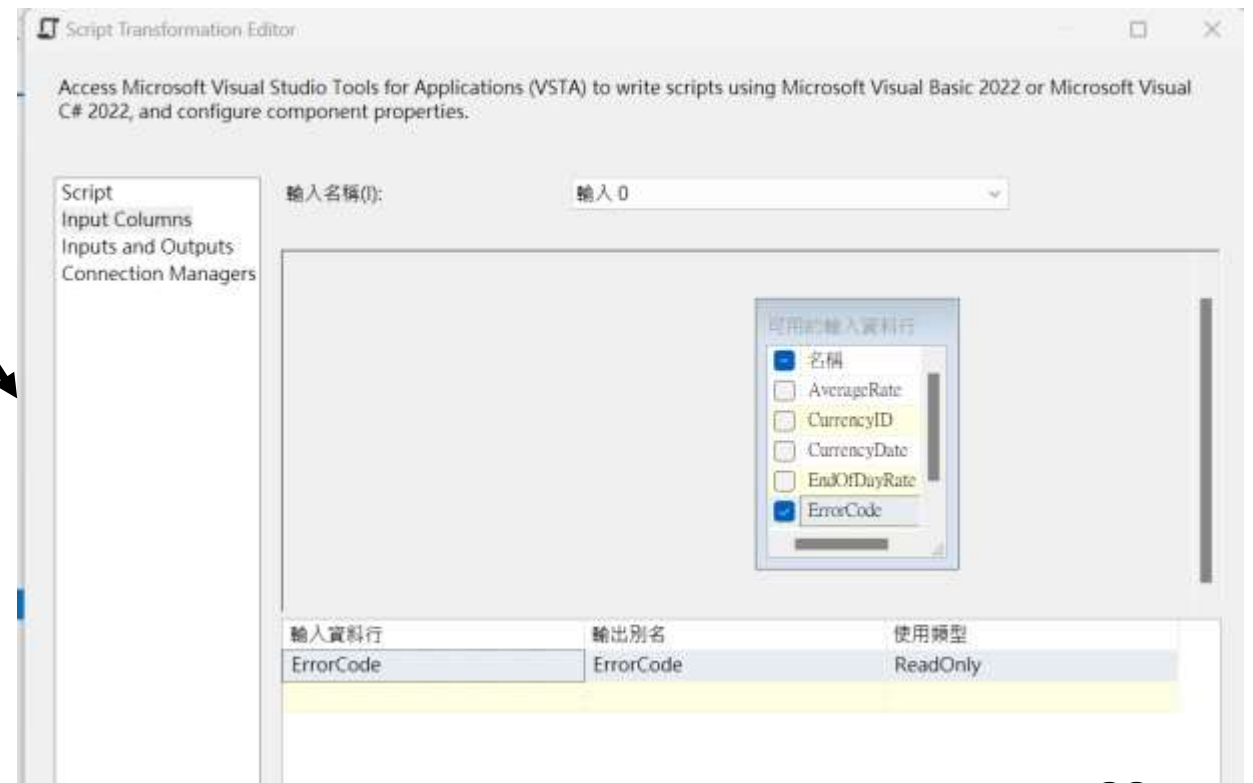 Script Transformation Editor
Access Microsoft Visual Studio Tools for Applications (VSTA) to write scripts using Microsoft Visual Basic 2022 or Microsoft Visual
C# 2022, and configure component properties.
Script
Input Columns
Inputs and Outputs
Connection Managers
輸入名稱(I):
輸入 0
可用的輸入資料行
名稱
AverageRate
CurrencyID
CurrencyDate
EndOfDayRate
ErrorCode
輸入資料行 輸出別名 使用類型
ErrorCode ErrorCode ReadOnly